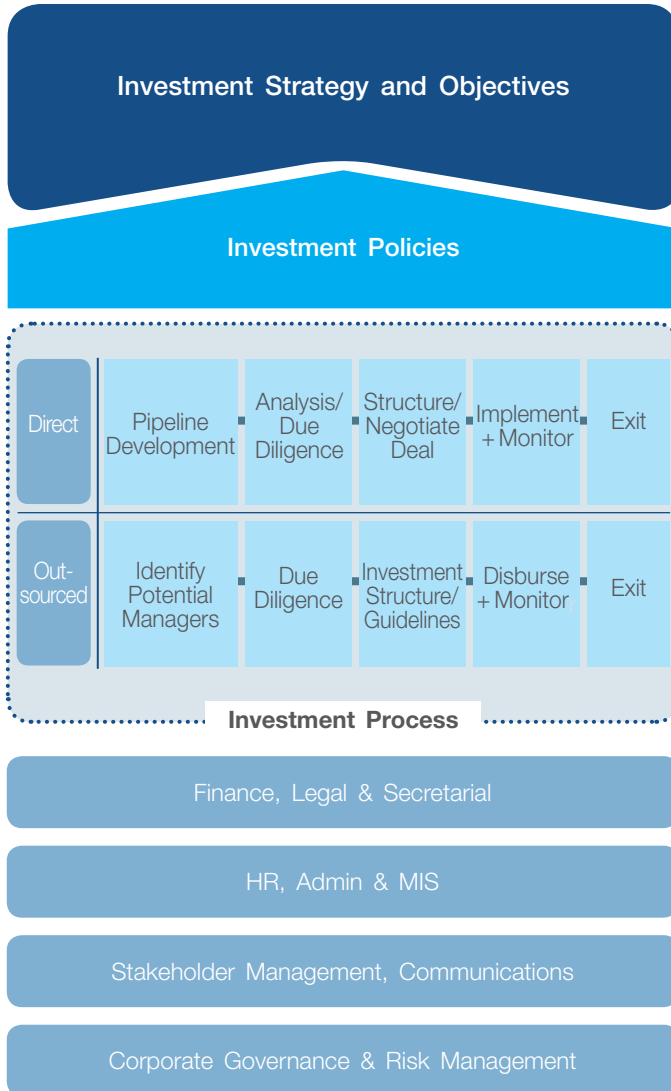 Investment Strategy and Objectives
Investment Policies
Direct
Pipeline
Development
Analysis/
Due
Diligence
Structure/
Negotiate
Deal
Implement
+ Monitor
Exit
Out-
sourced
Identify
Potential
Managers
Due
Diligence
Investment
Structure/
Guidelines
Disburse
+ Monitor
Exit
Investment Process
Finance, Legal & Secretarial
HR, Admin & MIS
Stakeholder Management, Communications
Corporate Governance & Risk Management